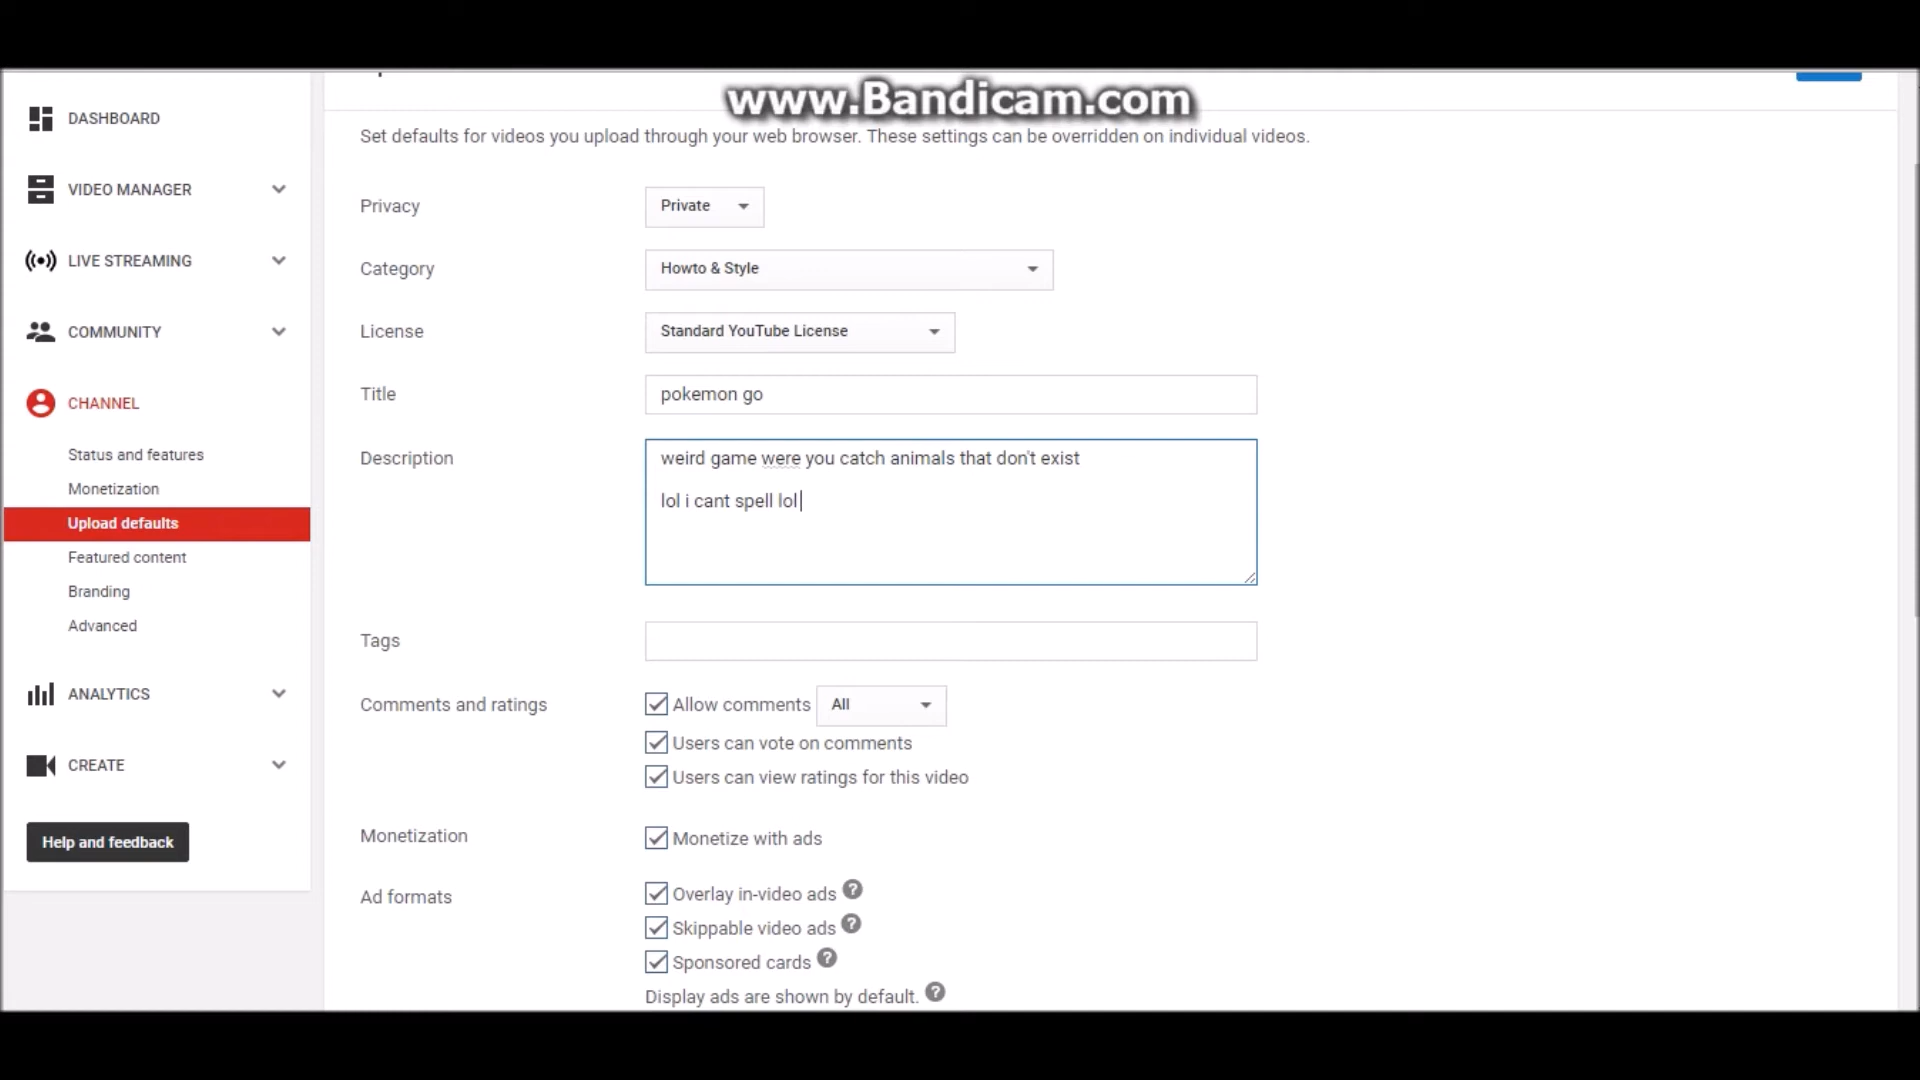 www.Bandicam.com
DASHBOARD
VIDEO MANAGER
LIVE STREAMING
COMMUNITY
CHANNEL
Status and features
Monetization
Upload defaults
Featured content
Branding
Advanced
ANALYTICS
CREATE
Help and feedback
Set defaults for videos you upload through your web browser. These settings can be overridden on individual videos.
Privacy Private
Category Howto & Style
License Standard YouTube License
Title pokemon go
Description weird game were you catch animals that don't exist
lol i cant spell lol
Tags
Comments and ratings Allow comments All
Users can vote on comments
Users can view ratings for this video
Monetization Monetize with ads
Ad formats Overlay in-video ads ?
Skippable video ads ?
Sponsored cards ?
Display ads are shown by default. ?